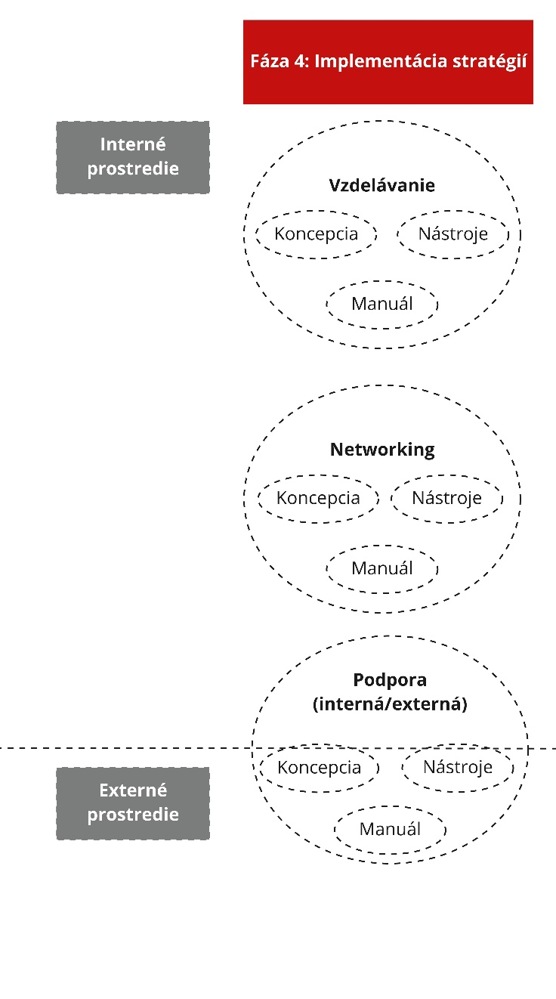 Fáza 4: Implementácia stratégií
Interné
prostredie
Vzdelávanie
Koncepcia
Nástroje
Manuál
Networking
Koncepcia
Nástroje
Manuál
Podpora
(interná/externá)
Koncepcia
Nástroje
Externé
prostredie
Manuál